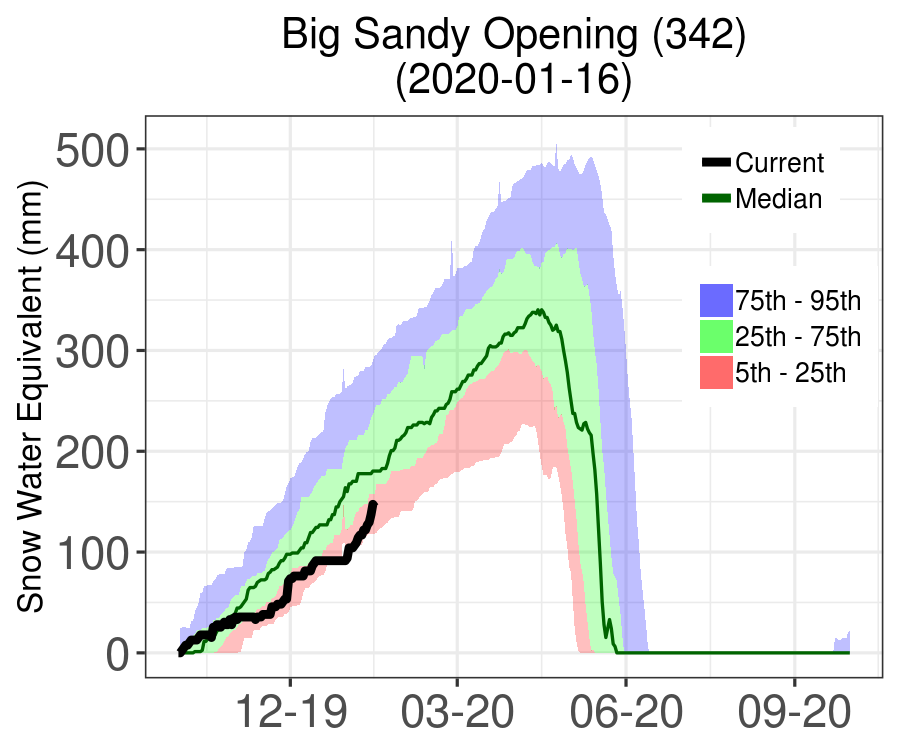 Big Sandy Opening (342)
(2020-01-16)
Snow Water Equivalent (mm)
500
400
300
200
100
0
12-19
03-20
06-20
09-20
Current
Median
75th - 95th
25th - 75th
5th - 25th